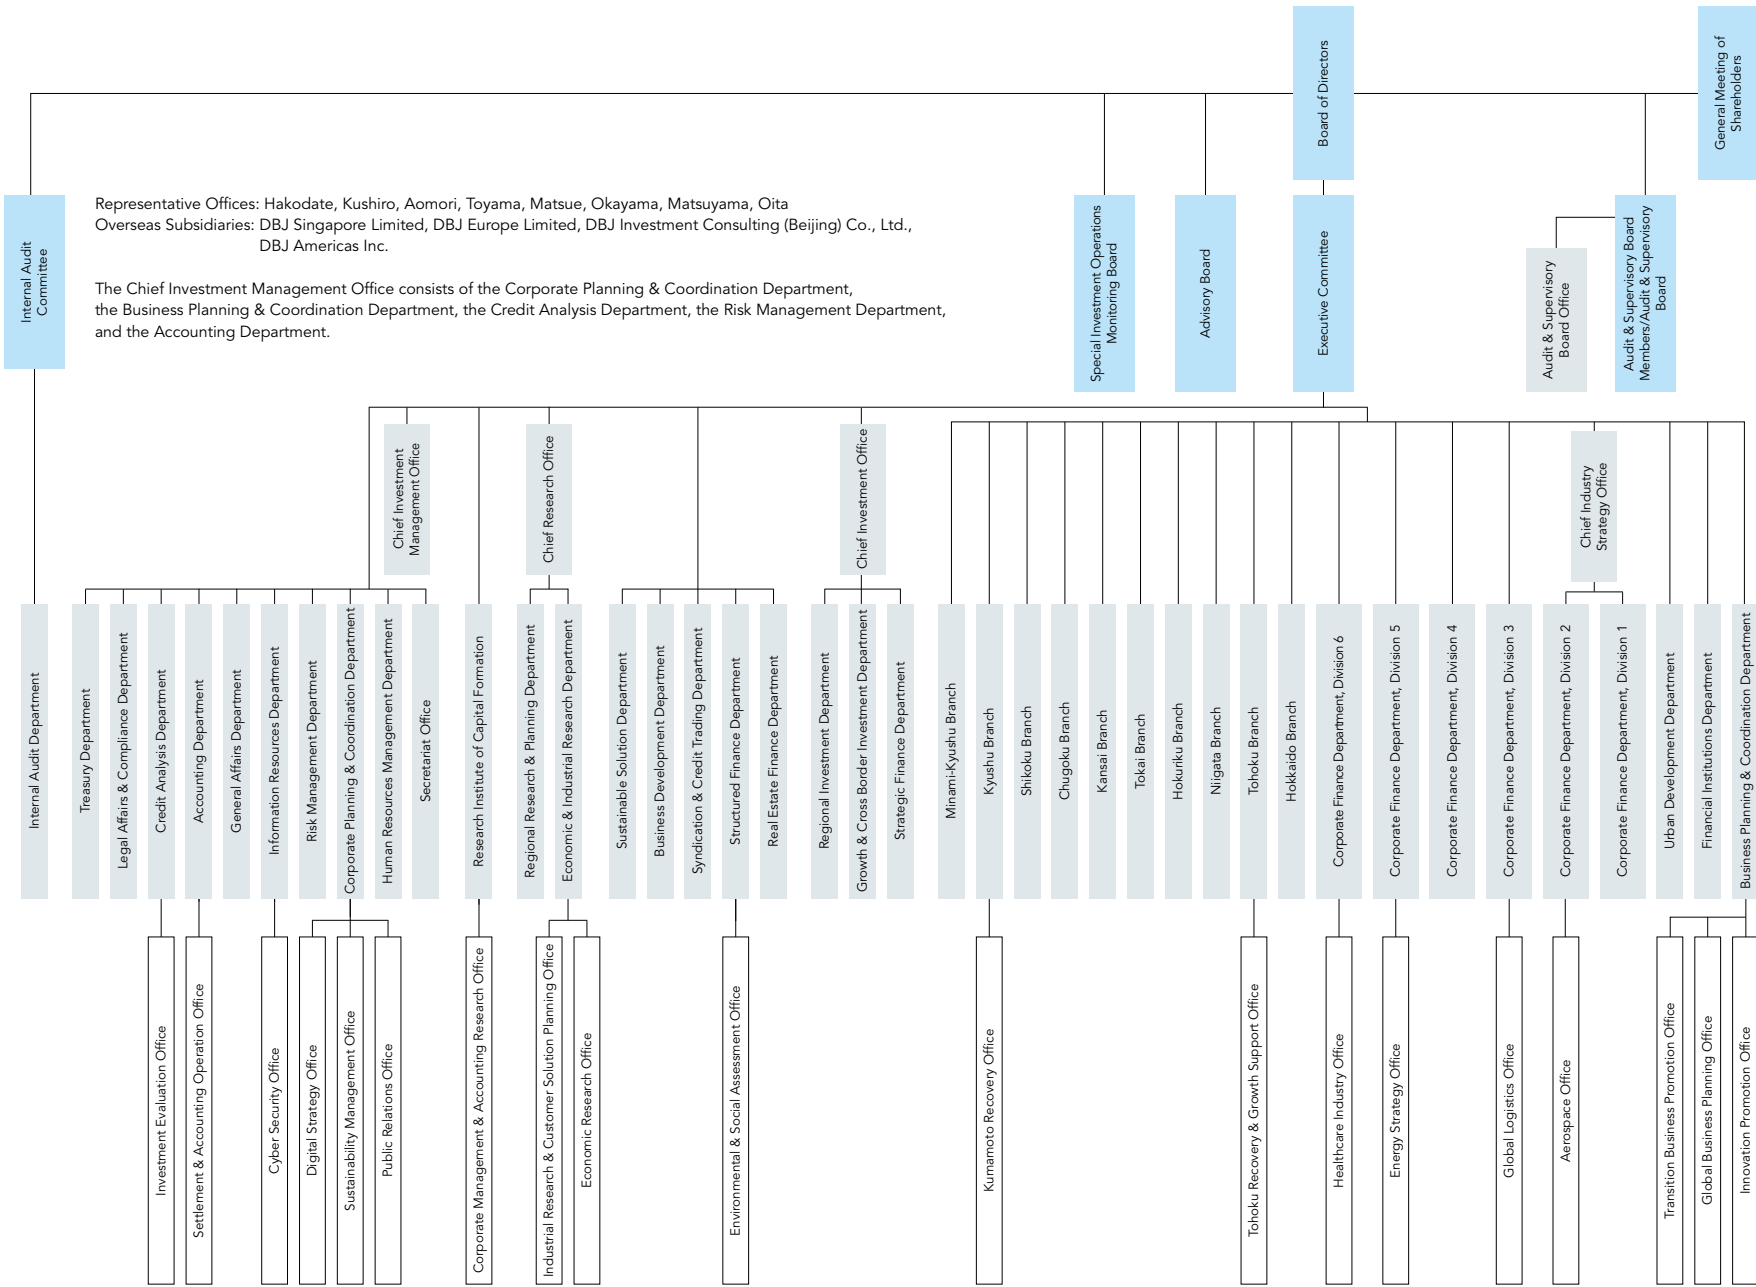 General Meeting of
Shareholders
Board of Directors
Audit & Supervisory Board
Members/Audit & Supervisory
Board
Audit & Supervisory
Board Office
Executive Committee
Advisory Board
Special Investment Operations
Monitoring Board
Internal Audit
Committee
Representative Offices: Hakodate, Kushiro, Aomori, Toyama, Matsue, Okayama, Matsuyama, Oita
Overseas Subsidiaries: DBJ Singapore Limited, DBJ Europe Limited, DBJ Investment Consulting (Beijing) Co., Ltd.,
DBJ Americas Inc.
The Chief Investment Management Office consists of the Corporate Planning & Coordination Department,
the Business Planning & Coordination Department, the Credit Analysis Department, the Risk Management Department,
and the Accounting Department.
Chief Investment
Management Office
Chief Research Office
Chief Investment Office
Chief Industry
Strategy Office
Internal Audit Department
Treasury Department
Legal Affairs & Compliance Department
Credit Analysis Department
Accounting Department
General Affairs Department
Information Resources Department
Risk Management Department
Corporate Planning & Coordination Department
Human Resources Management Department
Secretariat Office
Research Institute of Capital Formation
Regional Research & Planning Department
Economic & Industrial Research Department
Sustainable Solution Department
Business Development Department
Syndication & Credit Trading Department
Structured Finance Department
Real Estate Finance Department
Regional Investment Department
Growth & Cross Border Investment Department
Strategic Finance Department
Minami-Kyushu Branch
Kyushu Branch
Shikoku Branch
Chugoku Branch
Kansai Branch
Tokai Branch
Hokuriku Branch
Niigata Branch
Tohoku Branch
Hokkaido Branch
Corporate Finance Department, Division 6
Corporate Finance Department, Division 5
Corporate Finance Department, Division 4
Corporate Finance Department, Division 3
Corporate Finance Department, Division 2
Corporate Finance Department, Division 1
Urban Development Department
Financial Institutions Department
Business Planning & Coordination Department
Investment Evaluation Office
Settlement & Accounting Operation Office
Cyber Security Office
Digital Strategy Office
Sustainability Management Office
Public Relations Office
Corporate Management & Accounting Research Office
Industrial Research & Customer Solution Planning Office
Economic Research Office
Environmental & Social Assessment Office
Kumamoto Recovery Office
Tohoku Recovery & Growth Support Office
Healthcare Industry Office
Energy Strategy Office
Global Logistics Office
Aerospace Office
Transition Business Promotion Office
Global Business Planning Office
Innovation Promotion Office